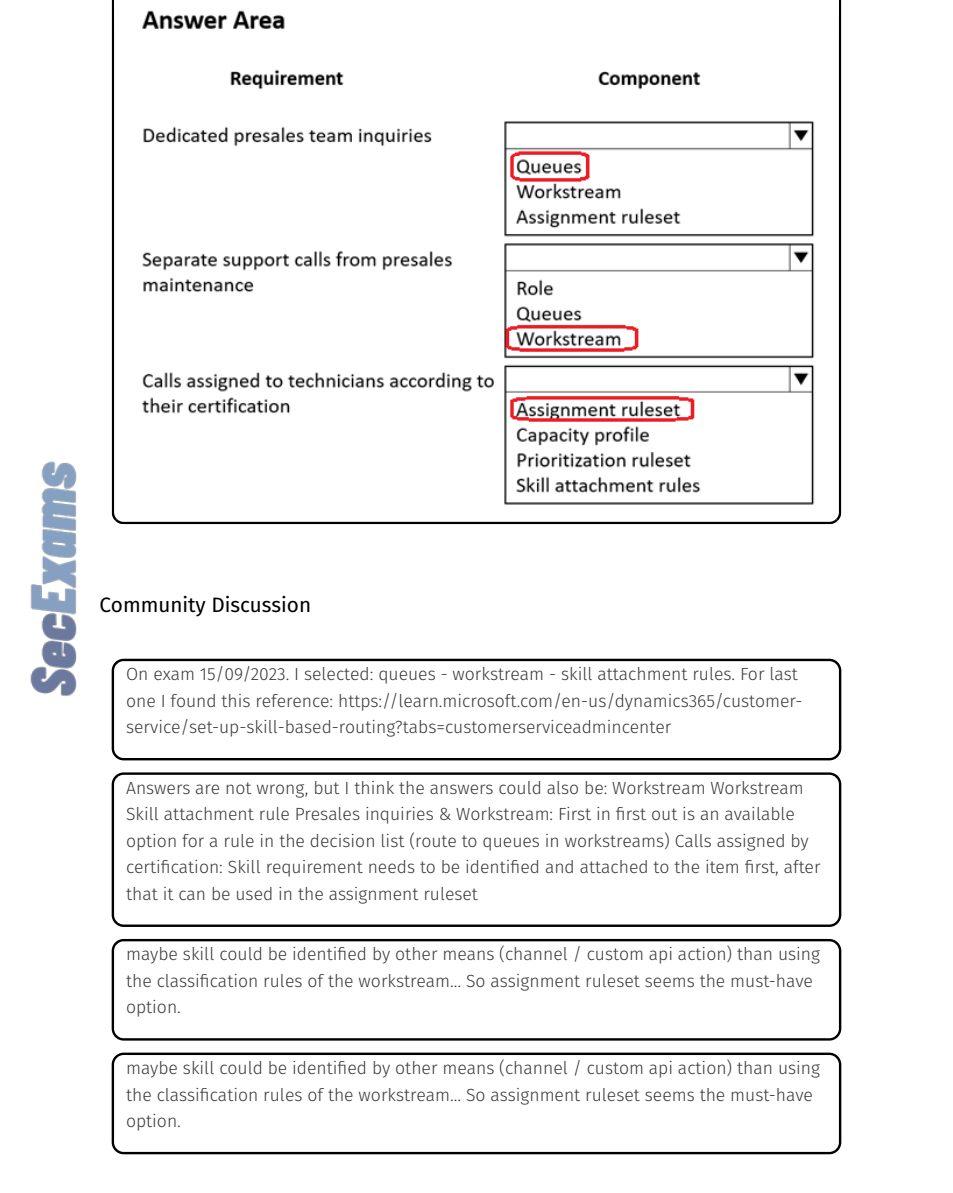 Answer Area
Requirement Component
Dedicated presales team inquiries
Queues
Workstream
Assignment ruleset
Separate support calls from presales
maintenance
Role
Queues
Workstream
Calls assigned to technicians according to
their certification
Assignment ruleset
Capacity profile
Prioritization ruleset
Skill attachment rules
SecExams
Community Discussion
On exam 15/09/2023. I selected: queues - workstream - skill attachment rules. For last
one I found this reference: https://learn.microsoft.com/en-us/dynamics365/customer-
service/set-up-skill-based-routing?tabs=customerserviceadmincenter
Answers are not wrong, but I think the answers could also be: Workstream Workstream
Skill attachment rule Presales inquiries & Workstream: First in first out is an available
option for a rule in the decision list (route to queues in workstreams) Calls assigned by
certification: Skill requirement needs to be identified and attached to the item first, after
that it can be used in the assignment ruleset
maybe skill could be identified by other means (channel / custom api action) than using
the classification rules of the workstream... So assignment ruleset seems the must-have
option.
maybe skill could be identified by other means (channel / custom api action) than using
the classification rules of the workstream... So assignment ruleset seems the must-have
option.